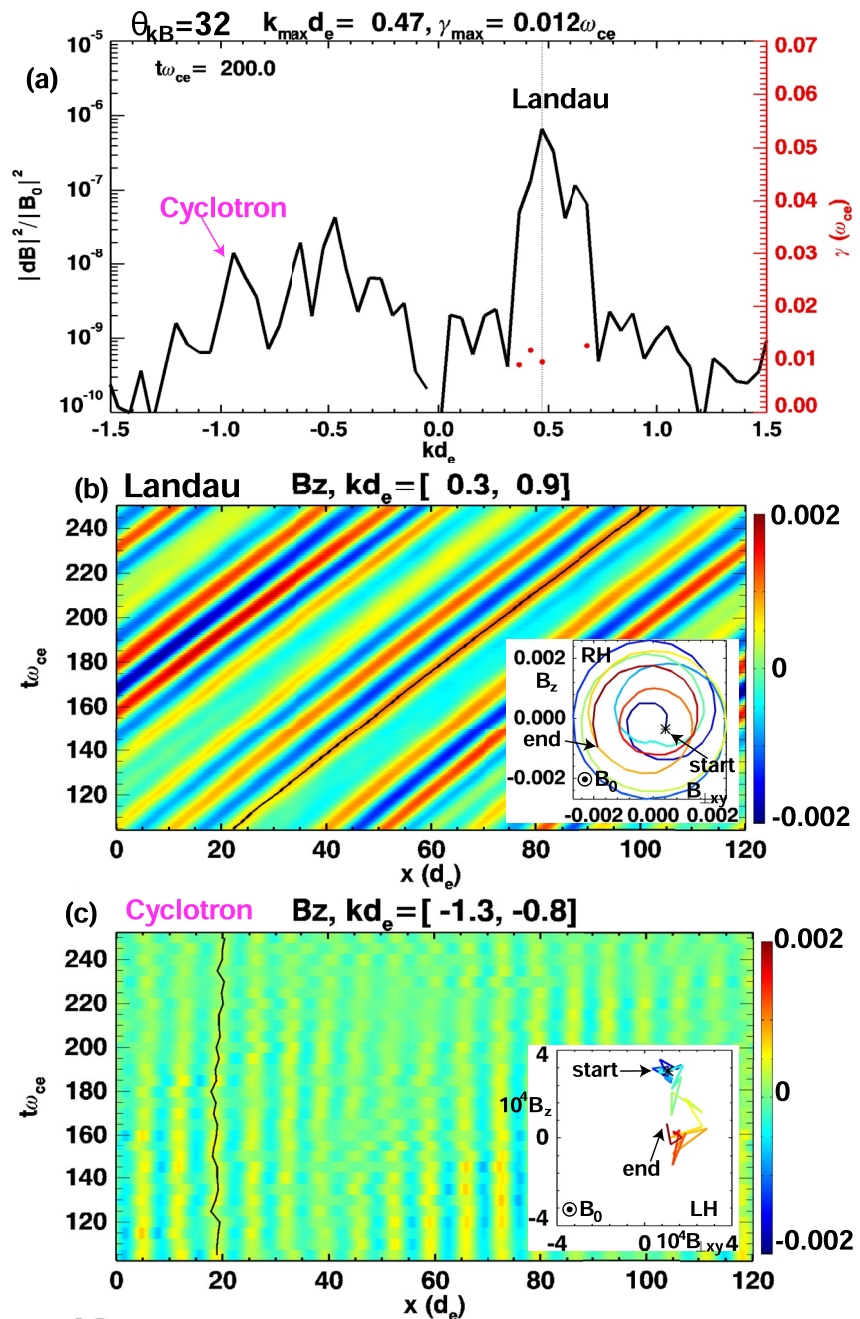 θkB=32 kmaxde= 0.47, γmax= 0.012ωce
(a)
tωce= 200.0
Landau
Cyclotron
|dB|²/|B₀|²
10⁻⁵
10⁻⁶
10⁻⁷
10⁻⁸
10⁻⁹
10⁻¹⁰
0.07
0.06
0.05
0.04
0.03
0.02
0.01
0.00
γ (ωce)
-1.5 -1.0 -0.5 0.0 0.5 1.0 1.5
kde
(b) Landau Bz, kde=[ 0.3, 0.9]
tωce
240
220
200
180
160
140
120
0 20 40 60 80 100 120
x (de)
0.002
0
-0.002
RH
0.002
Bz
0.000
end
start
-0.002
B₀
B⊥xy
-0.002 0.000 0.002
(c) Cyclotron Bz, kde=[ -1.3, -0.8]
tωce
240
220
200
180
160
140
120
0 20 40 60 80 100 120
x (de)
0.002
0
-0.002
4
start
10⁴Bz
0
end
B₀
LH
-4
-4 0 10⁴B⊥xy 4